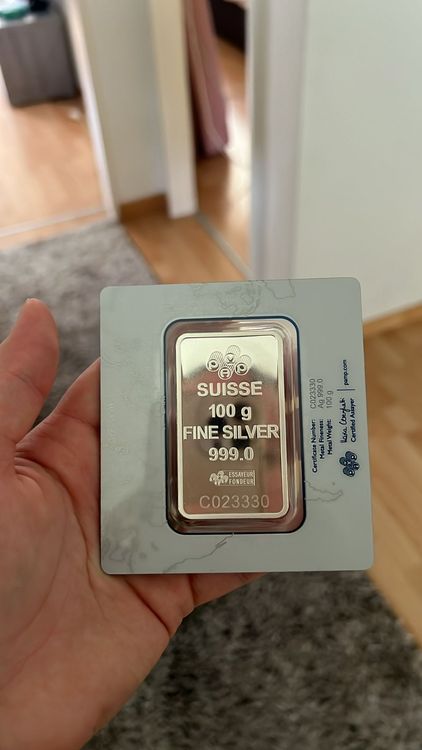 PAMP
SUISSE
100 g
FINE SILVER
999.0
ESSAYEUR
FONDEUR
C023330
Certificate Number: C023330
Metal Fineness: Ag 999.0
Metal Weight: 100 g
Certified Assayer
pamp.com